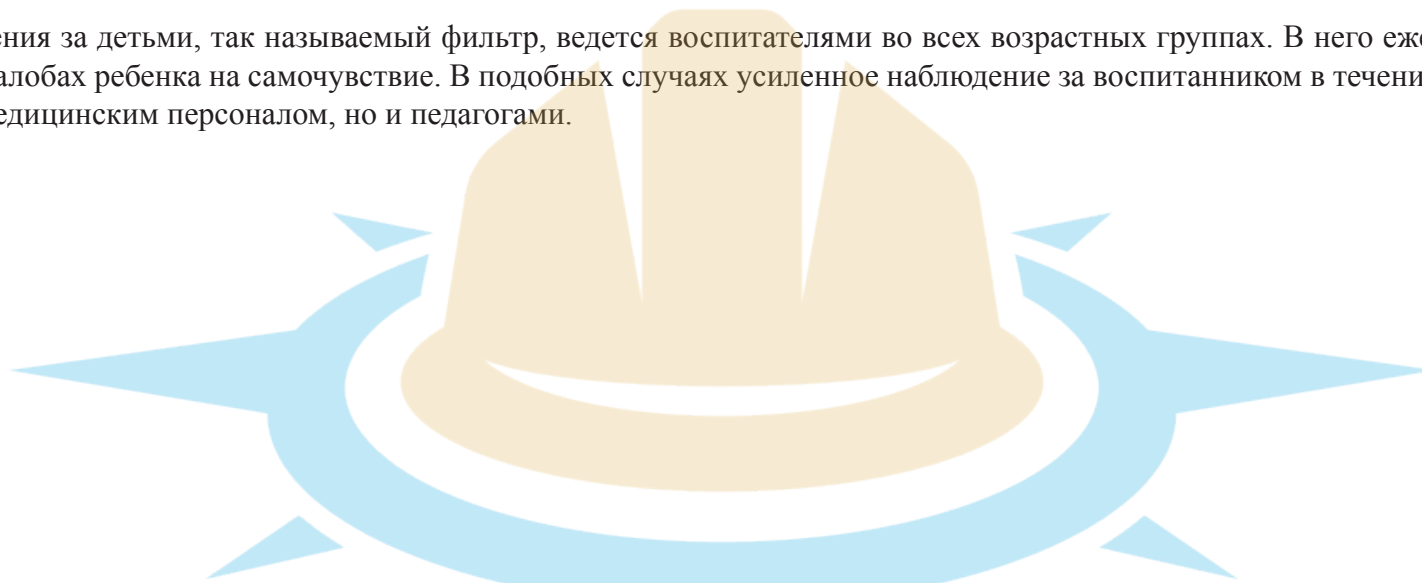 ения за детьми, так называемый фильтр, ведется воспитателями во всех возрастных группах. В него еже
алобах ребенка на самочувствие. В подобных случаях усиленное наблюдение за воспитанником в течени
едицинским персоналом, но и педагогами.